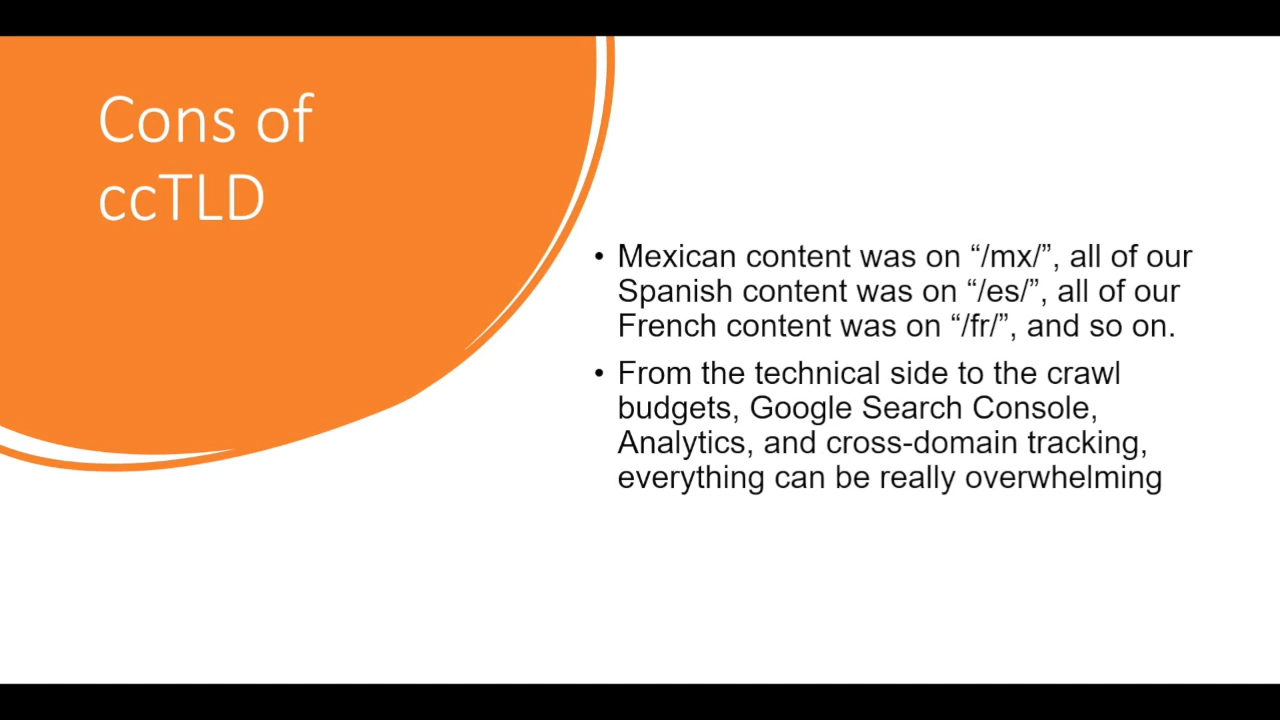 Cons of
ccTLD
• Mexican content was on “/mx/”, all of our
Spanish content was on “/es/”, all of our
French content was on “/fr/”, and so on.
• From the technical side to the crawl
budgets, Google Search Console,
Analytics, and cross-domain tracking,
everything can be really overwhelming